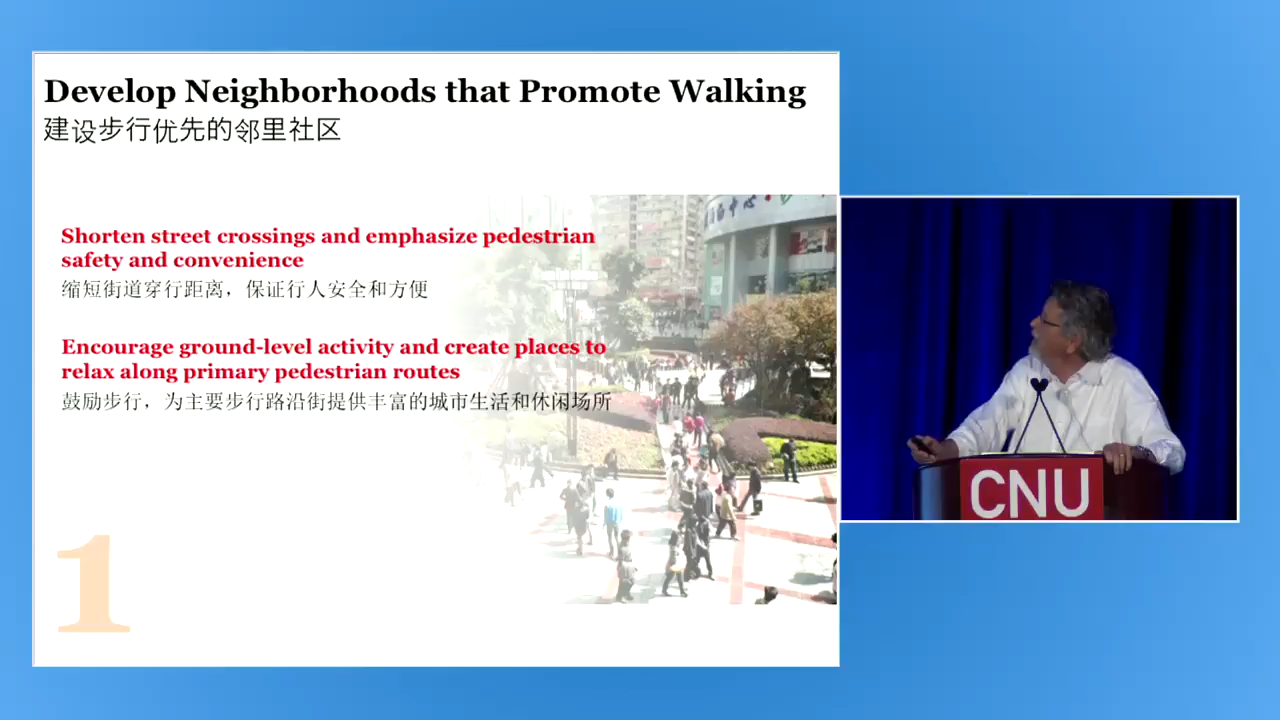 Develop Neighborhoods that Promote Walking
建设步行优先的邻里社区
Shorten street crossings and emphasize pedestrian
safety and convenience
缩短街道穿行距离，保证行人安全和方便
Encourage ground-level activity and create places to
relax along primary pedestrian routes
鼓励步行，为主要步行路沿街提供丰富的城市生活和休闲场所
1
中心
CNU